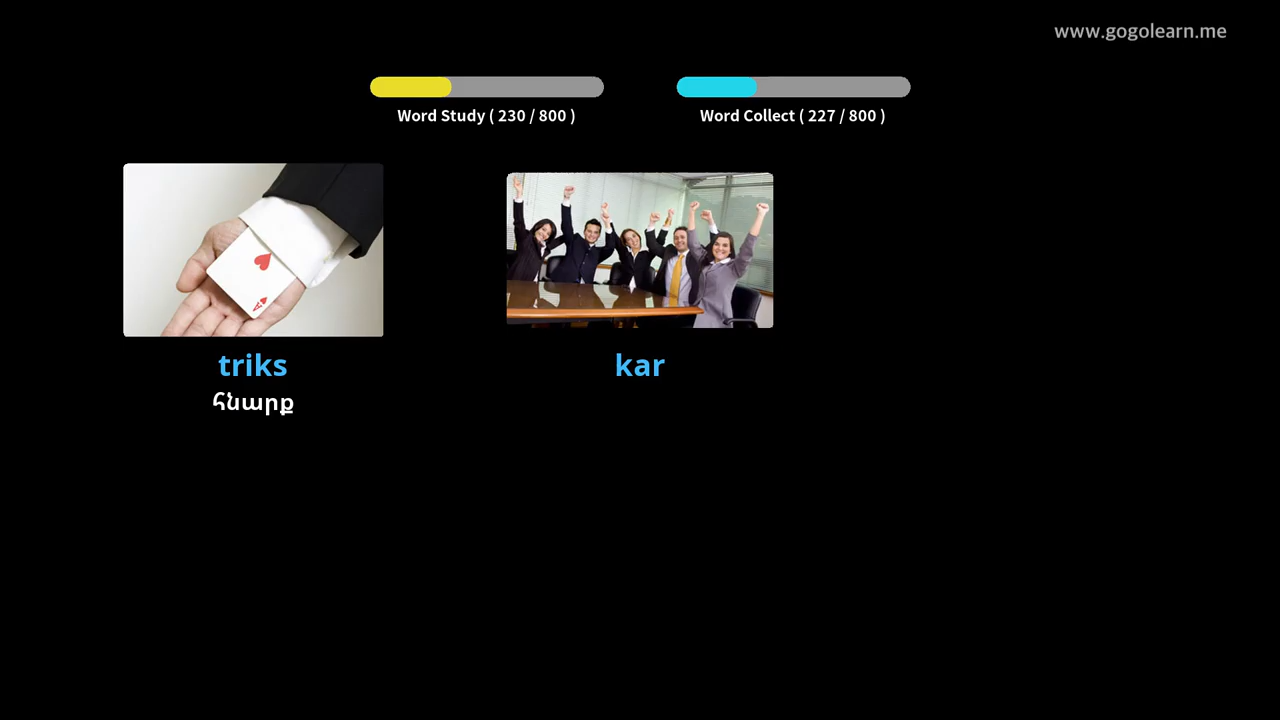 www.gogolearn.me
Word Study ( 230 / 800 )
Word Collect ( 227 / 800 )
triks
հնարք
kar